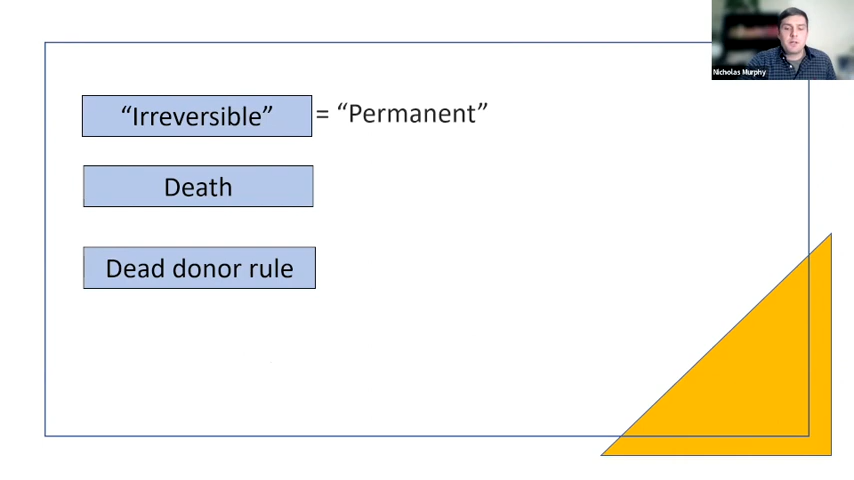 Nicholas Murphy
“Irreversible” = “Permanent”
Death
Dead donor rule